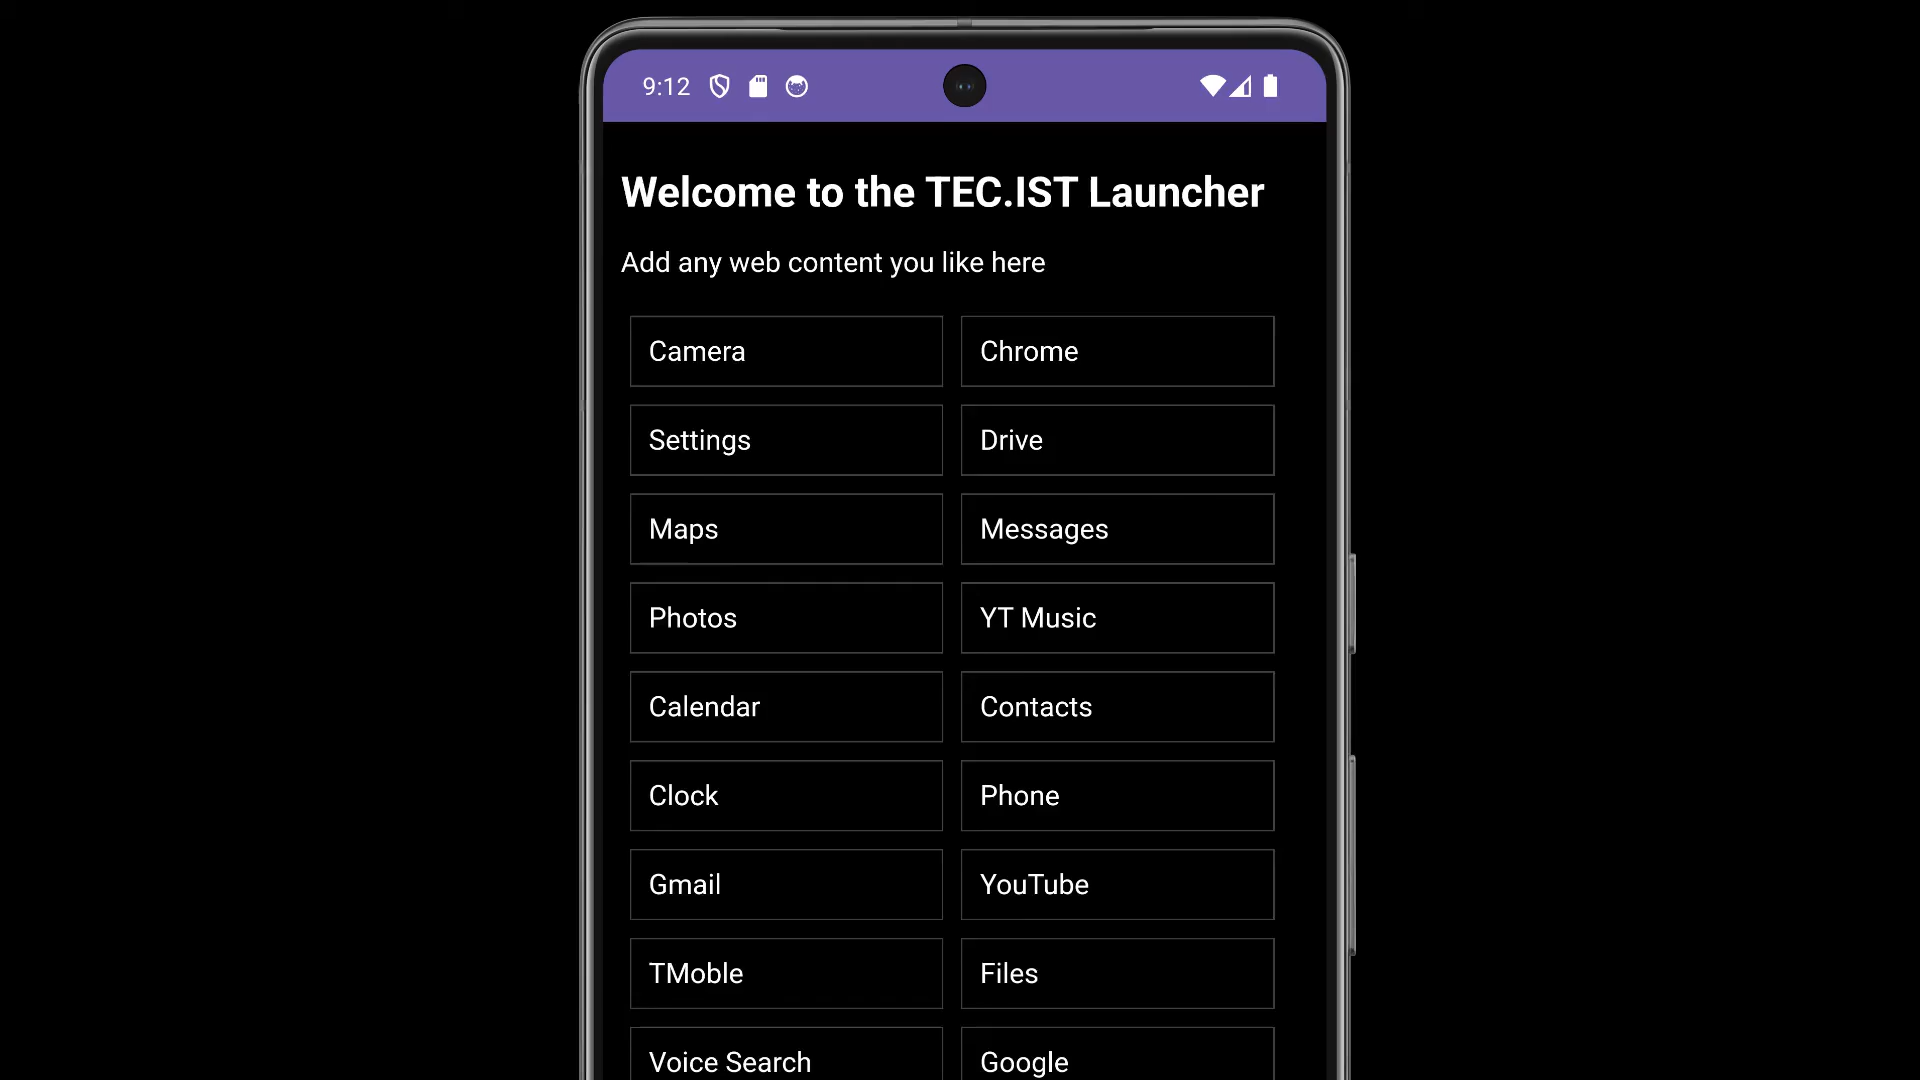 9:12
Welcome to the TEC.IST Launcher
Add any web content you like here
Camera Chrome
Settings Drive
Maps Messages
Photos YT Music
Calendar Contacts
Clock Phone
Gmail YouTube
TMoble Files
Voice Search Google